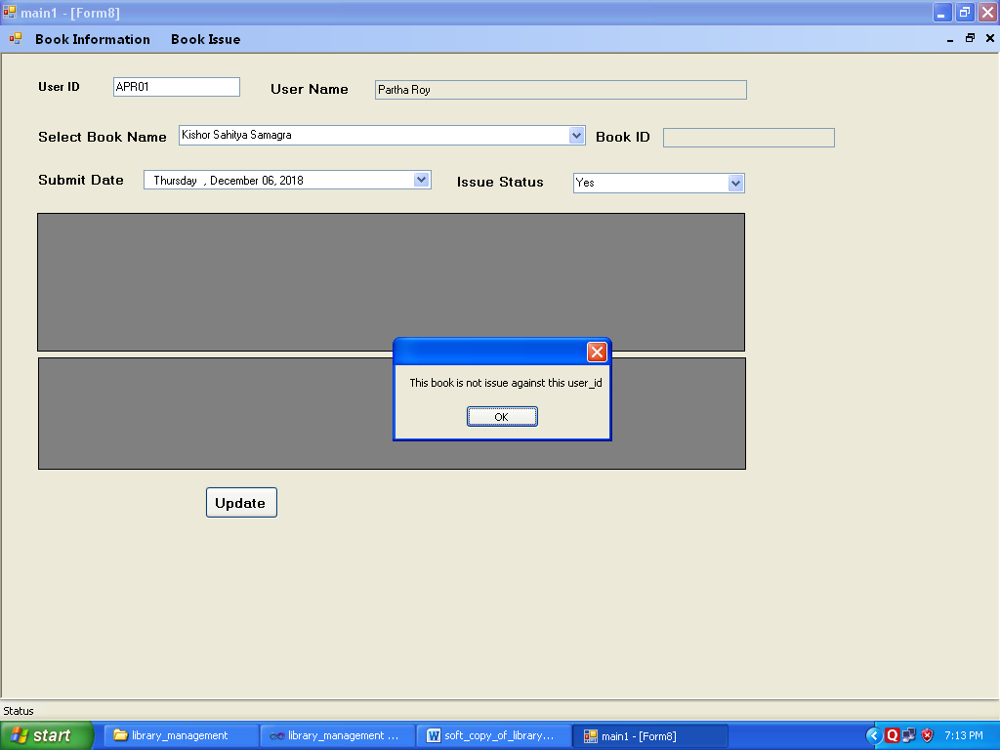 main1 - [Form8]
Book Information Book Issue
User ID APR01 User Name Partha Roy
Select Book Name Kishor Sahitya Samagra Book ID
Submit Date Thursday , December 06, 2018 Issue Status Yes
This book is not issue against this user_id
OK
Update
Status
start library_management library_management ... soft_copy_of_library... main1 - [Form8] Q 7:13 PM